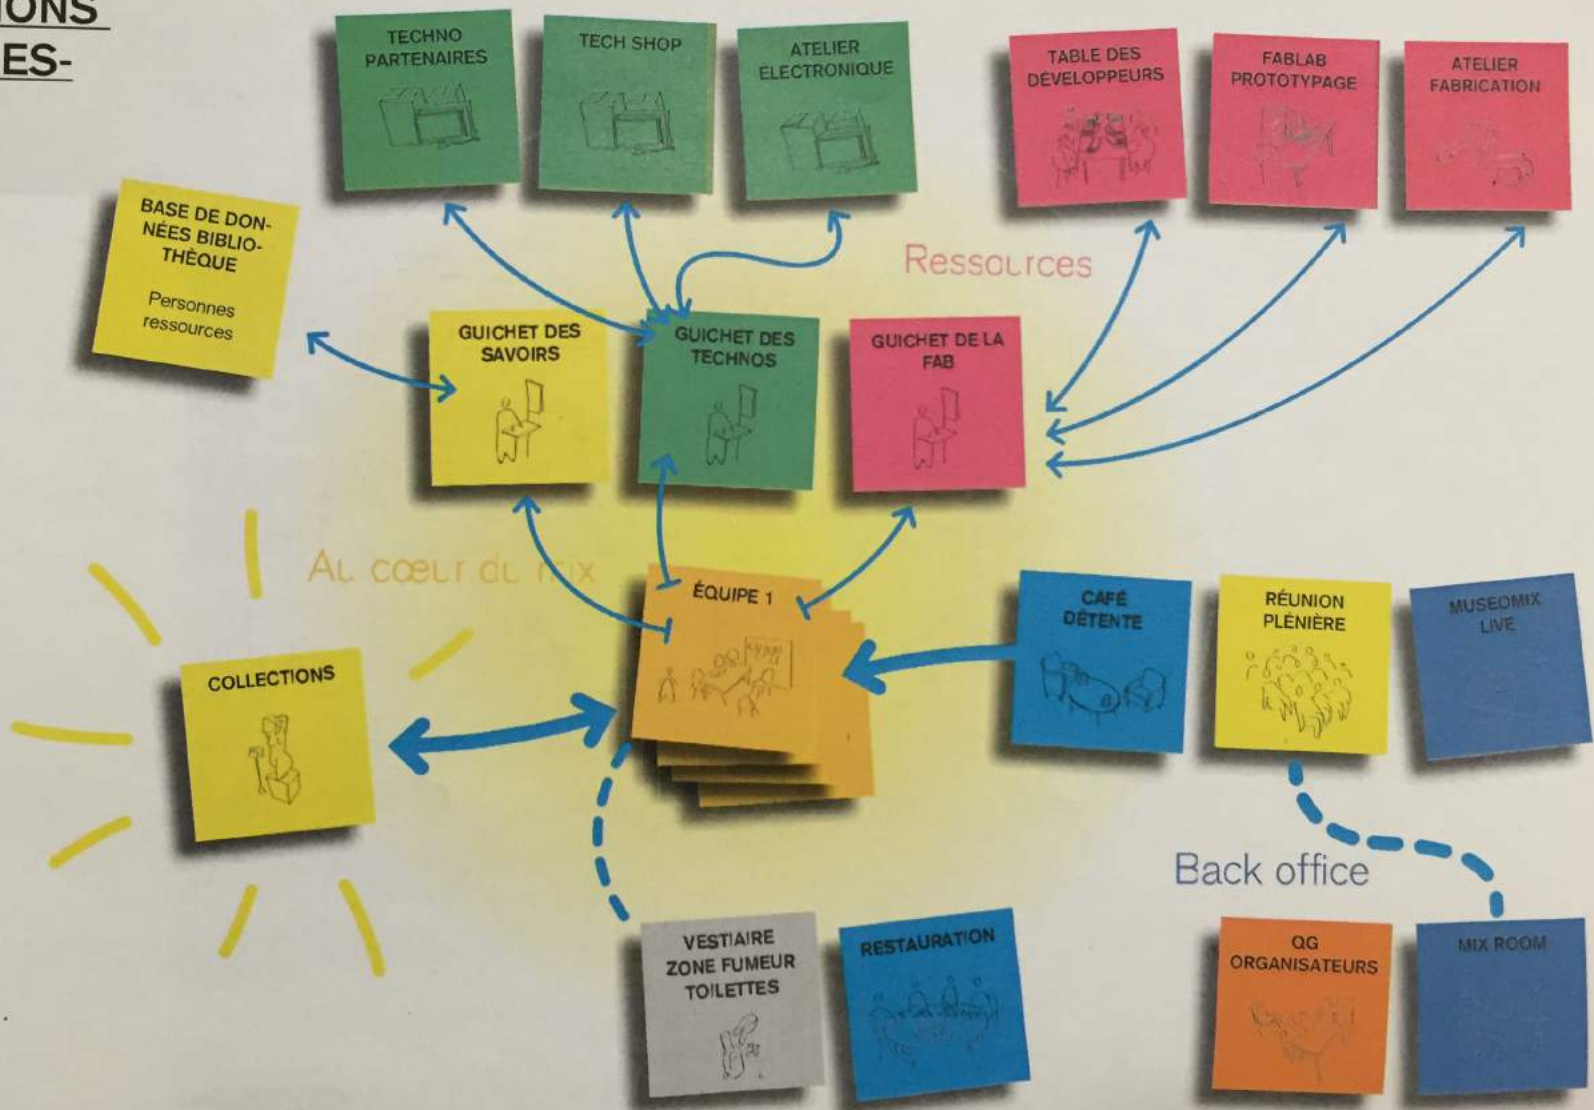 IONS
ES-
TECHNO
PARTENAIRES
TECH SHOP
ATELIER
ÉLECTRONIQUE
TABLE DES
DÉVELOPPEURS
FABLAB
PROTOTYPAGE
ATELIER
FABRICATION
BASE DE DON-
NÉES BIBLIO-
THÈQUE
Personnes
ressources
Ressources
GUICHET DES
SAVOIRS
GUICHET DES
TECHNOS
GUICHET DE LA
FAB
Au cœur du mix
ÉQUIPE 1
CAFÉ
DÉTENTE
RÉUNION
PLÉNIÈRE
MUSEOMIX
LIVE
COLLECTIONS
Back office
VESTIAIRE
ZONE FUMEUR
TOILETTES
RESTAURATION
QG
ORGANISATEURS
MIX ROOM